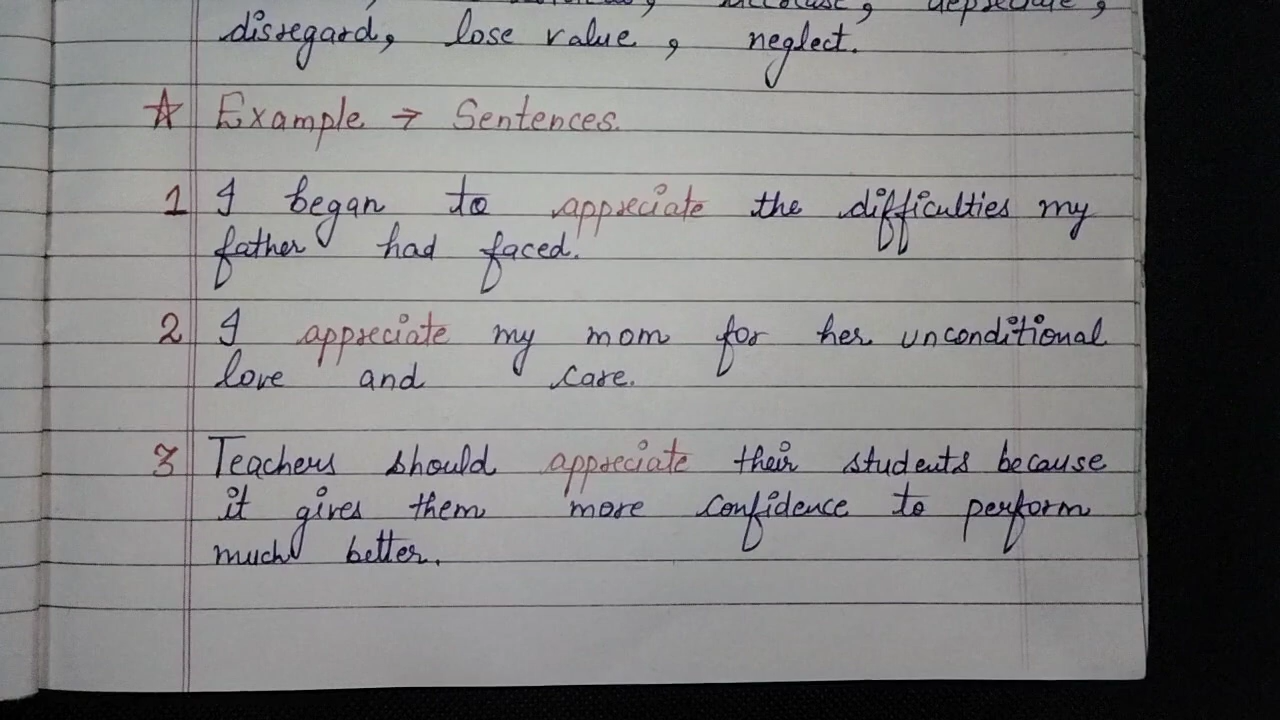 depreciate,
disregard, lose value, neglect.
☆ Example → Sentences.
1 I began to appreciate the difficulties my
father had faced.
2 I appreciate my mom for her unconditional
love and care.
3 Teachers should appreciate their students because
it gives them more confidence to perform
much better.